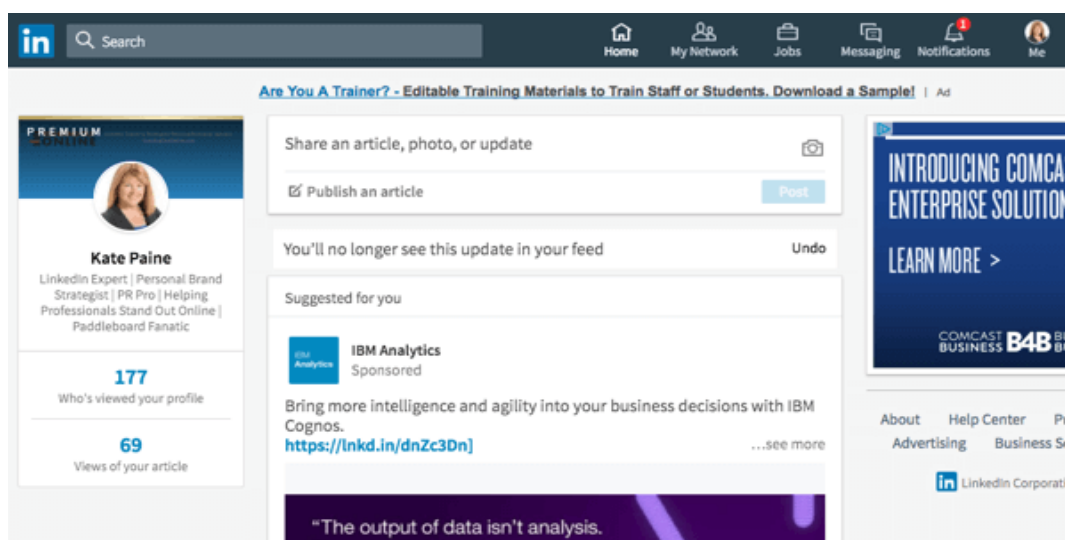 in Search Home My Network Jobs Messaging 1 Notifications Me
Are You A Trainer? - Editable Training Materials to Train Staff or Students. Download a Sample! | Ad
PREMIUM
ONLINE
Kate Paine
LinkedIn Expert | Personal Brand
Strategist | PR Pro | Helping
Professionals Stand Out Online |
Paddleboard Fanatic
177
Who's viewed your profile
69
Views of your article
Share an article, photo, or update
Publish an article Post
You'll no longer see this update in your feed Undo
Suggested for you
IBM Analytics
IBM Analytics
Sponsored
Bring more intelligence and agility into your business decisions with IBM
Cognos.
https://lnkd.in/dnZc3Dn] ...see more
“The output of data isn't analysis.
INTRODUCING COMCA
ENTERPRISE SOLUTION
LEARN MORE >
COMCAST
BUSINESS B4B
About Help Center
Advertising Business
in LinkedIn Corporati